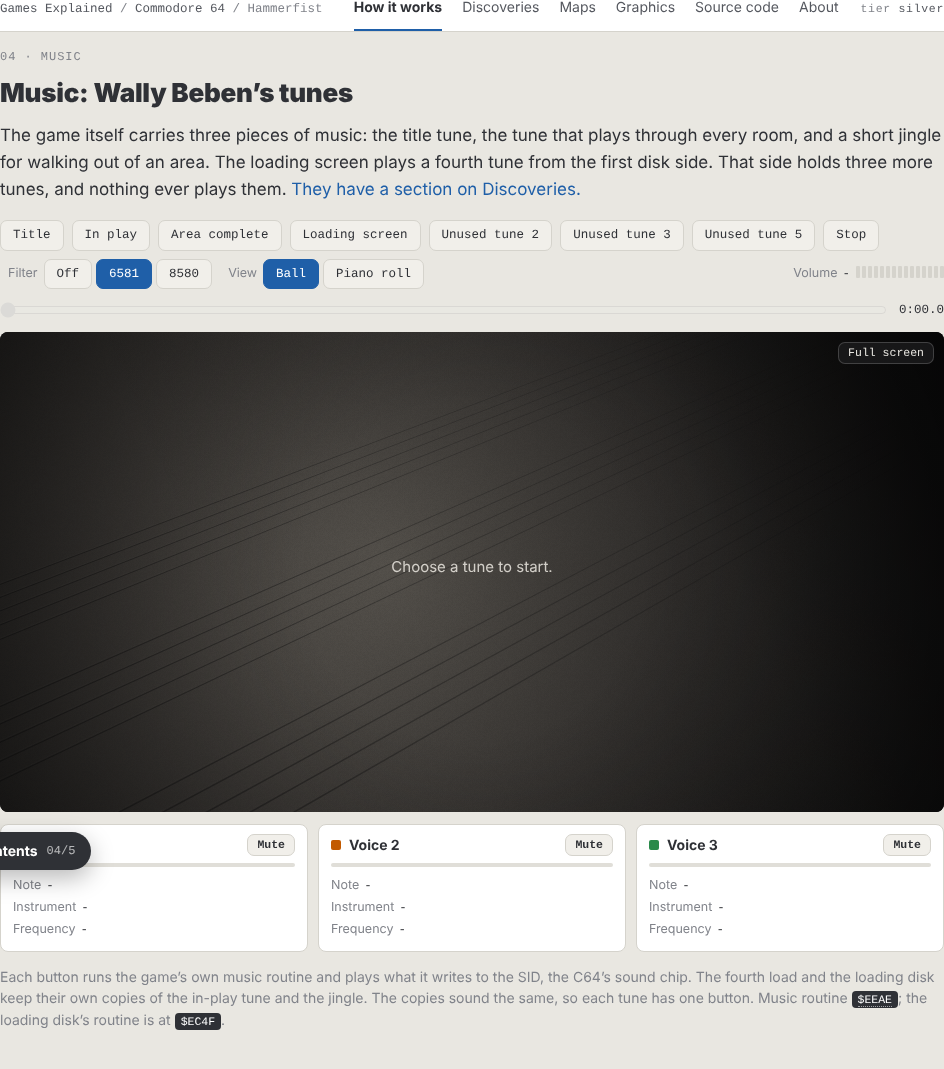 Games Explained / Commodore 64 / Hammerfist
How it works Discoveries Maps Graphics Source code About tier silver
04 · MUSIC
Music: Wally Beben’s tunes
The game itself carries three pieces of music: the title tune, the tune that plays through every room, and a short jingle
for walking out of an area. The loading screen plays a fourth tune from the first disk side. That side holds three more
tunes, and nothing ever plays them. They have a section on Discoveries.
Title In play Area complete Loading screen Unused tune 2 Unused tune 3 Unused tune 5 Stop
Filter Off 6581 8580 View Ball Piano roll Volume -
0:00.0
Full screen
Choose a tune to start.
ntents 04/5
Mute
Voice 2 Mute
Voice 3 Mute
Note - Note - Note -
Instrument - Instrument - Instrument -
Frequency - Frequency - Frequency -
Each button runs the game’s own music routine and plays what it writes to the SID, the C64’s sound chip. The fourth load and the loading disk
keep their own copies of the in-play tune and the jingle. The copies sound the same, so each tune has one button. Music routine $EEAE; the
loading disk’s routine is at $EC4F.